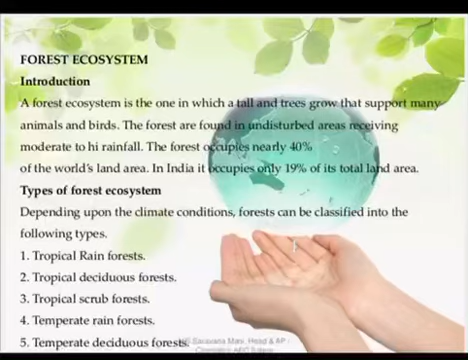 FOREST ECOSYSTEM
Introduction
A forest ecosystem is the one in which a tall and trees grow that support many
animals and birds. The forest are found in undisturbed areas receiving
moderate to hi rainfall. The forest occupies nearly 40%
of the world's land area. In India it occupies only 19% of its total land area.
Types of forest ecosystem
Depending upon the climate conditions, forests can be classified into the
following types.
1. Tropical Rain forests.
2. Tropical deciduous forests.
3. Tropical scrub forests.
4. Temperate rain forests.
5. Temperate deciduous forests.
Saravana Mani, Head & AP -